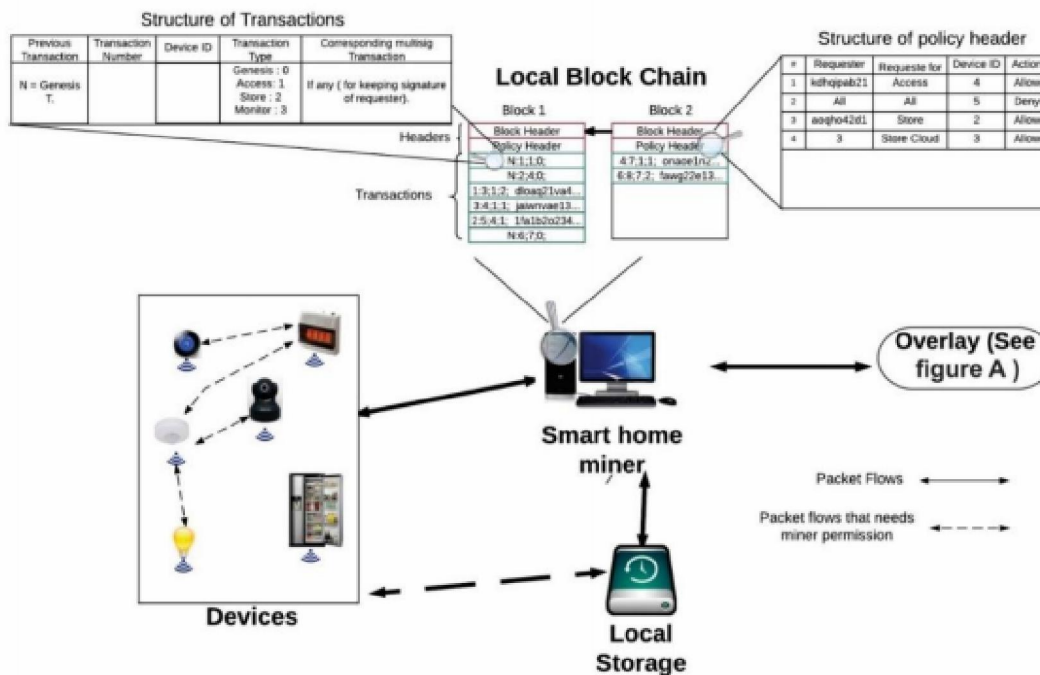 Structure of Transactions
Previous Transaction
Transaction Number
Device ID
Transaction Type
Corresponding multisig Transaction
N = Genesis T.
Genesis : 0
Access: 1
Store : 2
Monitor : 3
If any ( for keeping signature of requester).
Structure of policy header
# Requester Requeste for Device ID Action
1 kdhqipab21 Access 4 Allow
2 All All 5 Deny
3 aoqho42d1 Store 2 Allow
4 3 Store Cloud 3 Allow
Local Block Chain
Block 1
Block 2
Headers
Block Header
Policy Header
Transactions
N:1;1;0;
N:2;4;0;
1:3;1;2; dloaq21va4...
3:4;1;1; jaiwnvae13...
2:5;4;1; 1fa1b2o234...
N:6;7;0;
Block Header
Policy Header
4:7;1;1; onaoe1n2...
6:8;7;2; fawg22e13...
Overlay (See
figure A )
Smart home
miner
Packet Flows
Packet flows that needs
miner permission
Devices
Local
Storage